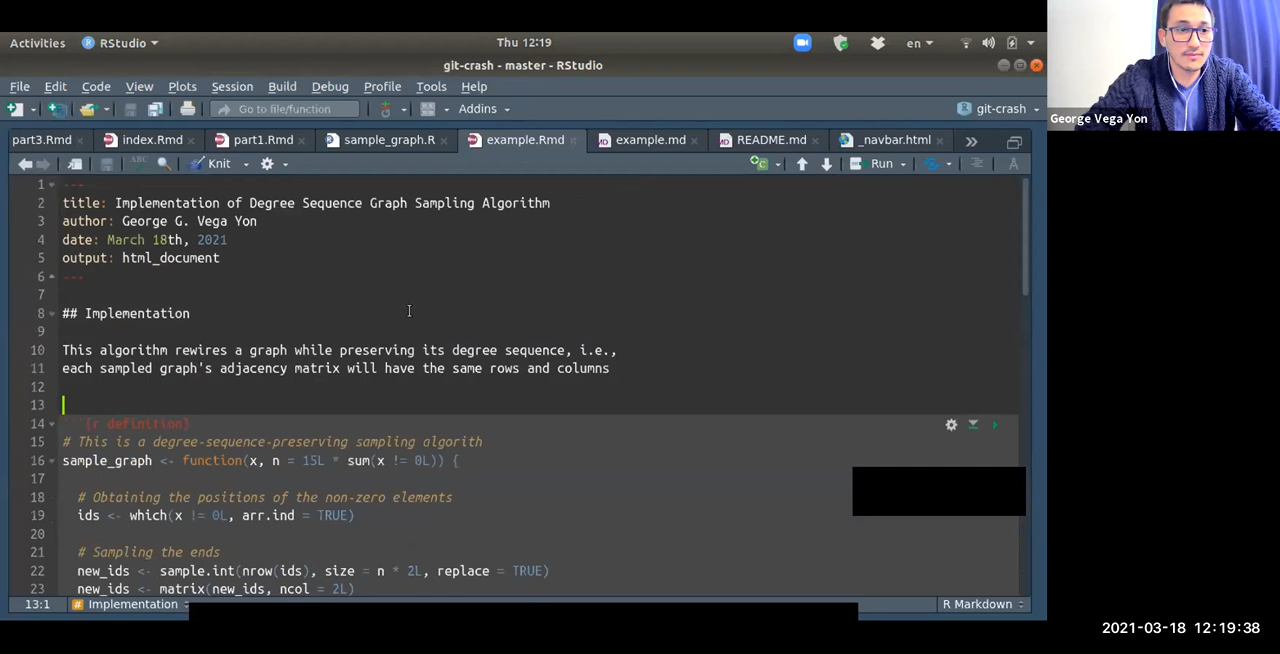 Activities RStudio Thu 12:19 en
git-crash - master - RStudio
File Edit Code View Plots Session Build Debug Profile Tools Help
Go to file/function Addins git-crash
George Vega Yon
part3.Rmd index.Rmd part1.Rmd sample_graph.R example.Rmd example.md README.md _navbar.html
ABC Knit Run
1 ---
2 title: Implementation of Degree Sequence Graph Sampling Algorithm
3 author: George G. Vega Yon
4 date: March 18th, 2021
5 output: html_document
6 ---
7
8 ## Implementation
9
10 This algorithm rewires a graph while preserving its degree sequence, i.e.,
11 each sampled graph's adjacency matrix will have the same rows and columns
12
13
14 ```{r definition}
15 # This is a degree-sequence-preserving sampling algorith
16 sample_graph <- function(x, n = 15L * sum(x != 0L)) {
17
18 # Obtaining the positions of the non-zero elements
19 ids <- which(x != 0L, arr.ind = TRUE)
20
21 # Sampling the ends
22 new_ids <- sample.int(nrow(ids), size = n * 2L, replace = TRUE)
23 new_ids <- matrix(new_ids, ncol = 2L)
13:1 # Implementation R Markdown
2021-03-18 12:19:38